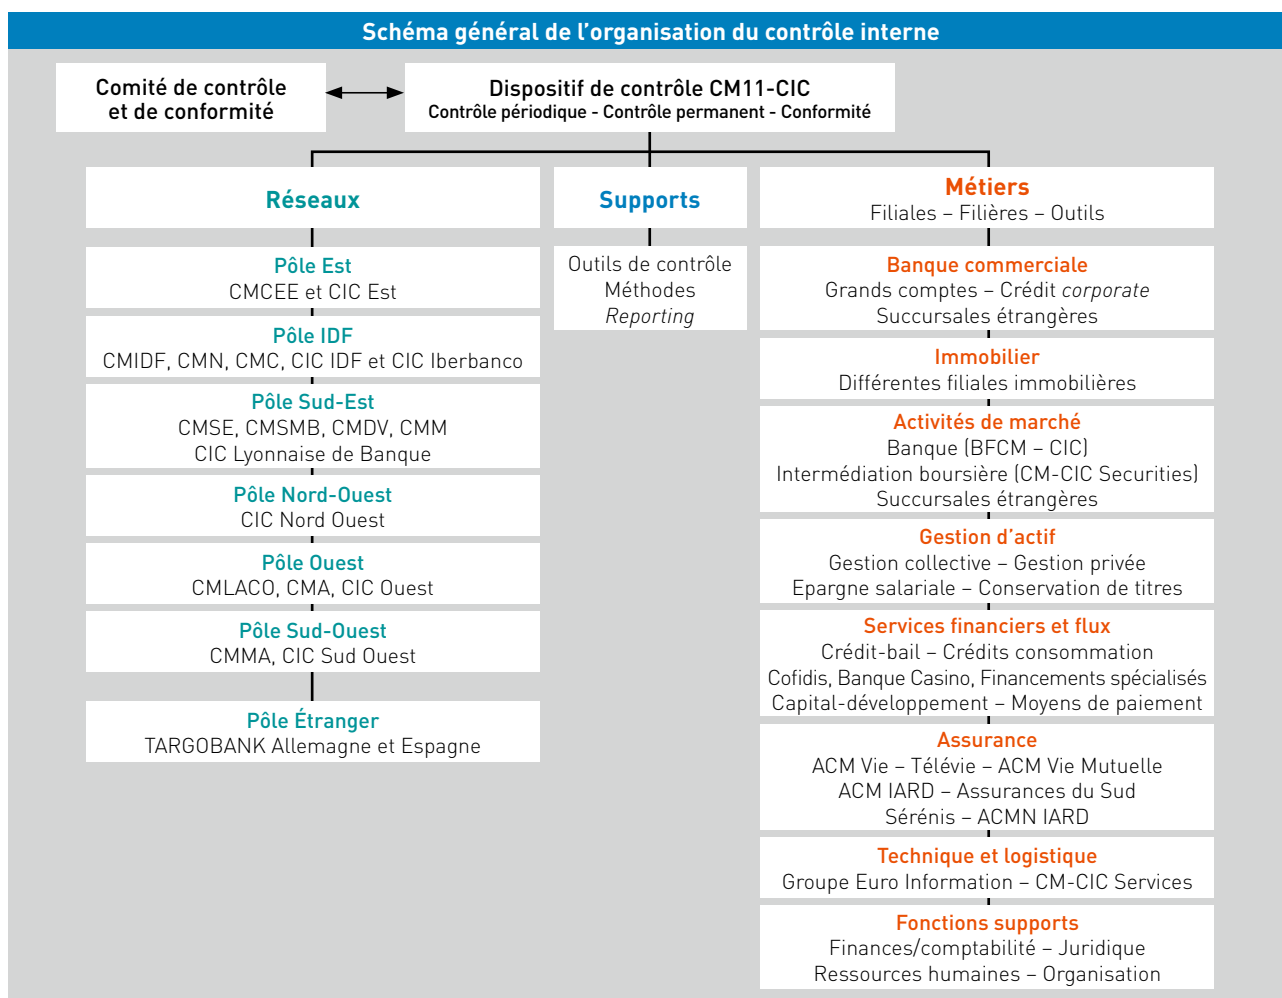 Schéma général de l'organisation du contrôle interne
Comité de contrôle
et de conformité
Dispositif de contrôle CM11-CIC
Contrôle périodique - Contrôle permanent - Conformité
Réseaux
Pôle Est
CMCEE et CIC Est
Pôle IDF
CMIDF, CMN, CMC, CIC IDF et CIC Iberbanco
Pôle Sud-Est
CMSE, CMSMB, CMDV, CMM
CIC Lyonnaise de Banque
Pôle Nord-Ouest
CIC Nord Ouest
Pôle Ouest
CMLACO, CMA, CIC Ouest
Pôle Sud-Ouest
CMMA, CIC Sud Ouest
Pôle Étranger
TARGOBANK Allemagne et Espagne
Supports
Outils de contrôle
Méthodes
Reporting
Métiers
Filiales – Filières – Outils
Banque commerciale
Grands comptes – Crédit corporate
Succursales étrangères
Immobilier
Différentes filiales immobilières
Activités de marché
Banque (BFCM – CIC)
Intermédiation boursière (CM-CIC Securities)
Succursales étrangères
Gestion d'actif
Gestion collective – Gestion privée
Epargne salariale – Conservation de titres
Services financiers et flux
Crédit-bail – Crédits consommation
Cofidis, Banque Casino, Financements spécialisés
Capital-développement – Moyens de paiement
Assurance
ACM Vie – Télévie – ACM Vie Mutuelle
ACM IARD – Assurances du Sud
Sérénis – ACMN IARD
Technique et logistique
Groupe Euro Information – CM-CIC Services
Fonctions supports
Finances/comptabilité – Juridique
Ressources humaines – Organisation